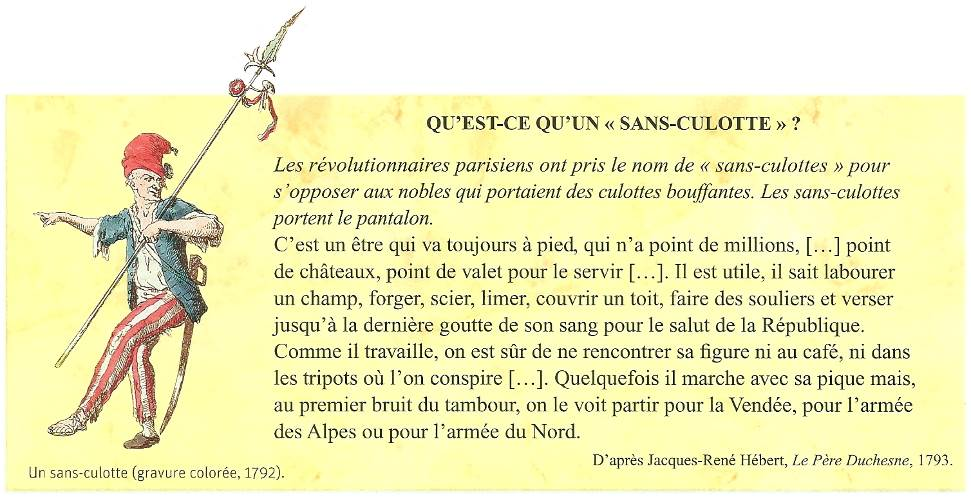 QU’EST-CE QU’UN « SANS-CULOTTE » ?
Les révolutionnaires parisiens ont pris le nom de « sans-culottes » pour
s’opposer aux nobles qui portaient des culottes bouffantes. Les sans-culottes
portent le pantalon.
C’est un être qui va toujours à pied, qui n’a point de millions, […] point
de châteaux, point de valet pour le servir […]. Il est utile, il sait labourer
un champ, forger, scier, limer, couvrir un toit, faire des souliers et verser
jusqu’à la dernière goutte de son sang pour le salut de la République.
Comme il travaille, on est sûr de ne rencontrer sa figure ni au café, ni dans
les tripots où l’on conspire […]. Quelquefois il marche avec sa pique mais,
au premier bruit du tambour, on le voit partir pour la Vendée, pour l’armée
des Alpes ou pour l’armée du Nord.
D’après Jacques-René Hébert, Le Père Duchesne, 1793.
Un sans-culotte (gravure colorée, 1792).